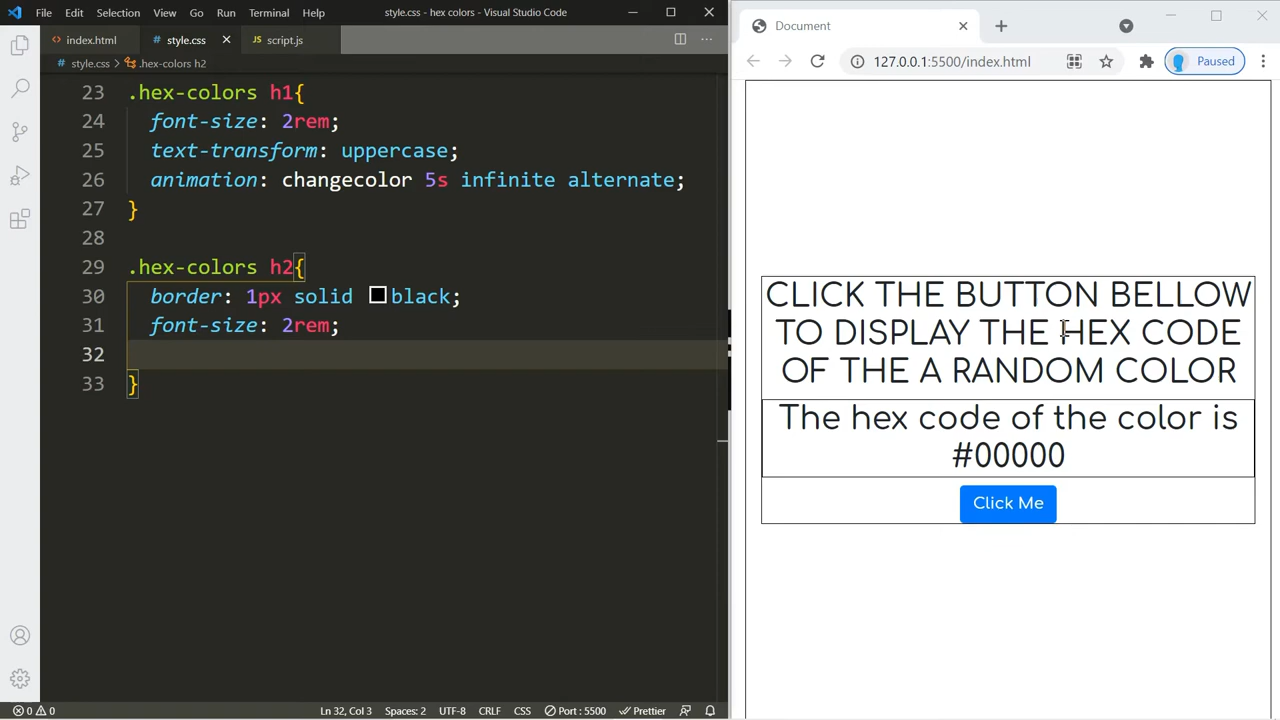 File Edit Selection View Go Run Terminal Help style.css - hex colors - Visual Studio Code
index.html style.css script.js
style.css .hex-colors h2
23 .hex-colors h1{
24 font-size: 2rem;
25 text-transform: uppercase;
26 animation: changecolor 5s infinite alternate;
27 }
28
29 .hex-colors h2{
30 border: 1px solid black;
31 font-size: 2rem;
32
33 }
0 0 Ln 32, Col 3 Spaces: 2 UTF-8 CRLF CSS Port : 5500 Prettier
Document
127.0.0.1:5500/index.html Paused
CLICK THE BUTTON BELLOW
TO DISPLAY THE HEX CODE
OF THE A RANDOM COLOR
The hex code of the color is
#00000
Click Me